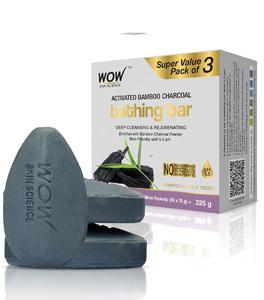 Super Value
Pack of 3
WOW
SKIN SCIENCE
ACTIVATED BAMBOO CHARCOAL
bathing bar
DEEP CLEANSING & REJUVENATING
Enriched with Bamboo Charcoal Powder
Skin Friendly with 5.5 pH
NO
225 g
WOW
SKIN SCIENCE